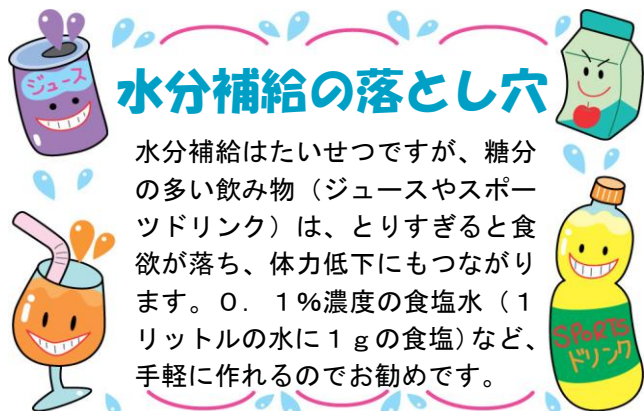 ジュース
水分補給の落とし穴
水分補給はたいせつですが、糖分
の多い飲み物（ジュースやスポー
ツドリンク）は、とりすぎると食
欲が落ち、体力低下にもつながり
ます。０．１％濃度の食塩水（１
リットルの水に１ｇの食塩）など、
手軽に作れるのでお勧めです。
SPORTS
ドリンク